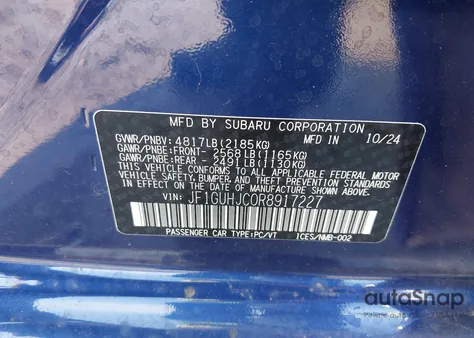 MFD BY SUBARU CORPORATION
GVWR/PNBV: 4817LB(2185KG) MFD IN 10/24
GAWR/PNBE:FRONT- 2568LB(1165KG)
GAWR/PNBE:REAR - 2491LB(1130KG)
THIS VEHICLE CONFORMS TO ALL APPLICABLE FEDERAL MOTOR
VEHICLE SAFETY, BUMPER, AND THEFT PREVENTION STANDARDS
IN EFFECT ON THE DATE OF MANUFACTURE SHOWN ABOVE.
VIN: JF1GUHJC0R8917227
PASSENGER CAR TYPE:PC/VT ICES/NMB-002
autoSnap